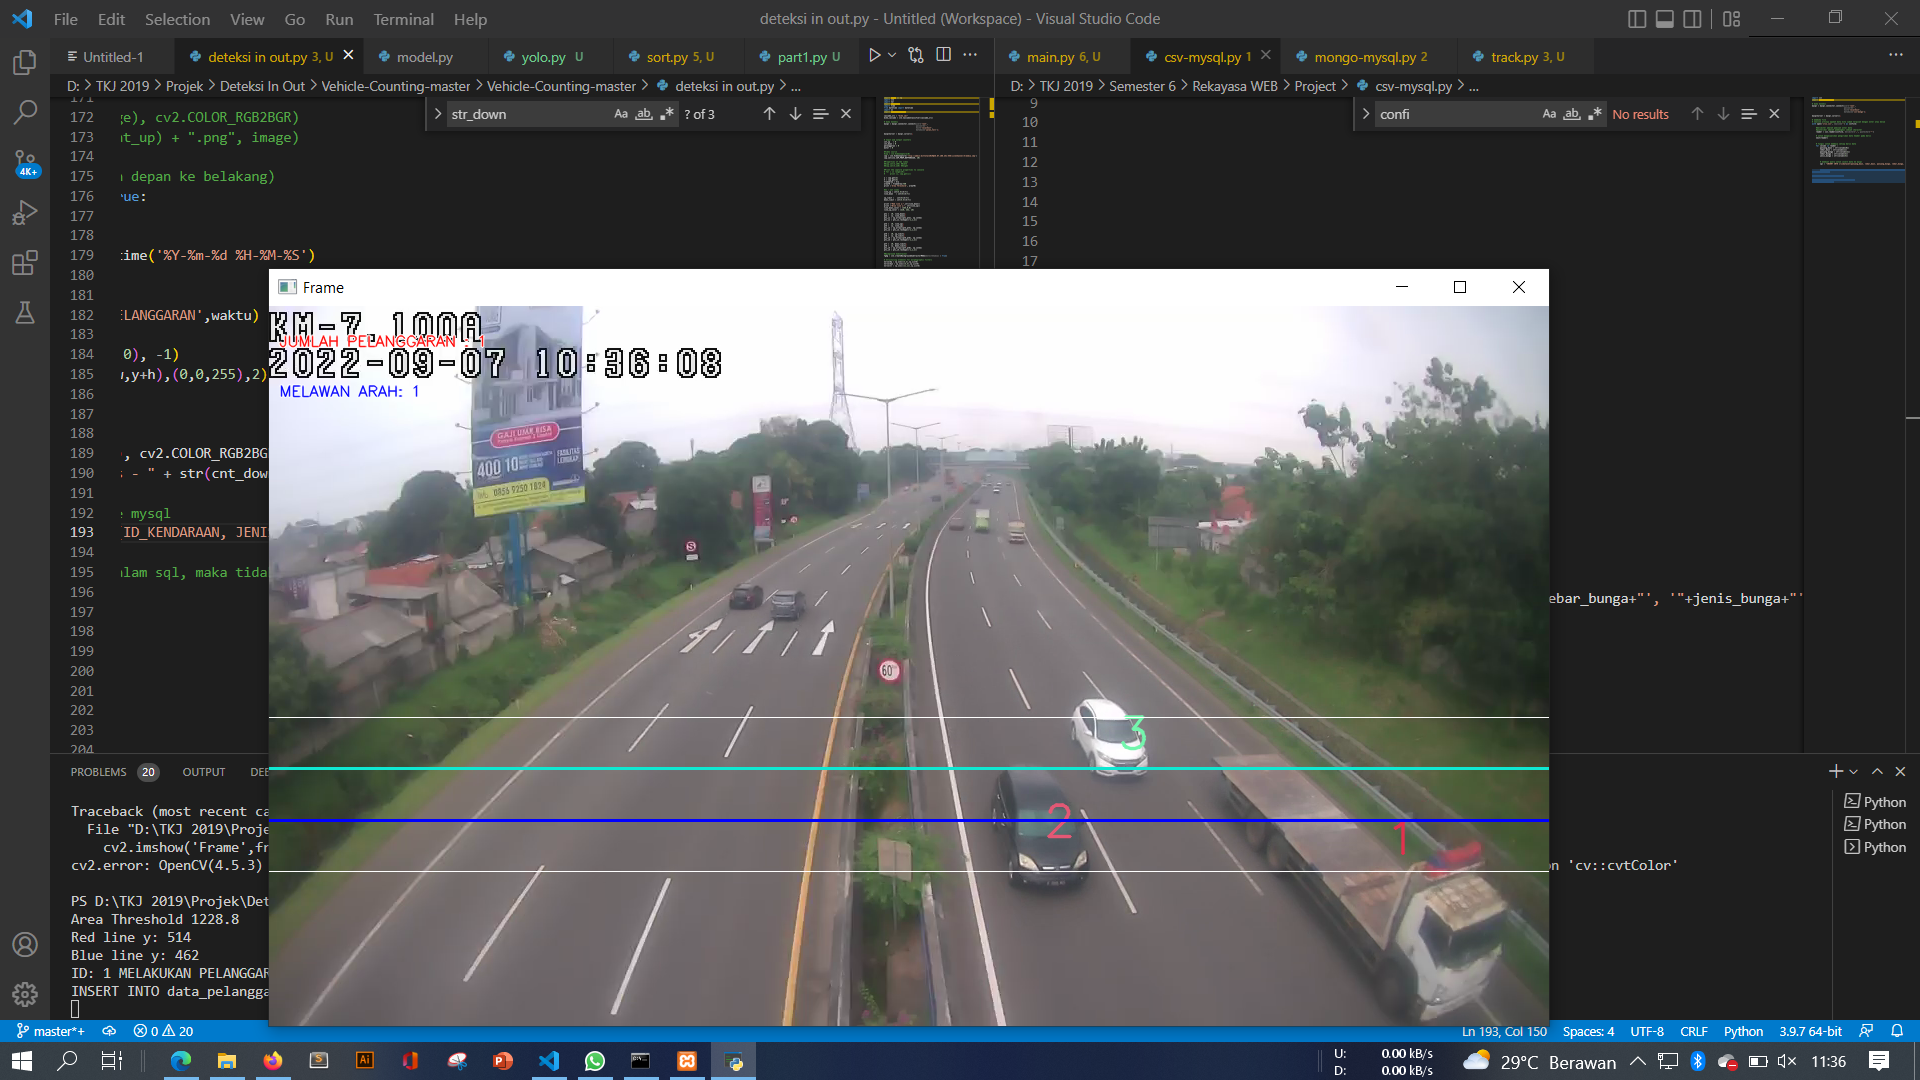 File Edit Selection View Go Run Terminal Help
deteksi in out.py - Untitled (Workspace) - Visual Studio Code
Untitled-1
deteksi in out.py 3, U
model.py
yolo.py U
sort.py 5, U
part1.py U
main.py 6, U
csv-mysql.py 1
mongo-mysql.py 2
track.py 3, U
D: > TKJ 2019 > Projek > Deteksi In Out > Vehicle-Counting-master > Vehicle-Counting-master > deteksi in out.py > ...
D: > TKJ 2019 > Semester 6 > Rekayasa WEB > Project > csv-mysql.py > ...
str_down
Aa ab
? of 3
confi
Aa ab
No results
171
172 ge), cv2.COLOR_RGB2BGR)
173 nt_up) + ".png", image)
174
175 depan ke belakang)
176 ue:
177
178
179 time('%Y-%m-%d %H-%M-%S')
180
181
182 ELANGGARAN',waktu)
183
184 0), -1)
185 w,y+h),(0,0,255),2)
186
187
188
189 , cv2.COLOR_RGB2BG
190 - " + str(cnt_dow
191
192 mysql
193 ID_KENDARAAN, JENI
194
195 alam sql, maka tida
196
197
198
199
200
201
202
203
204
9
10
11
12
13
14
15
16
17
ebar_bunga+"', '"+jenis_bunga+"'
4K+
Frame
KM-7.100A
JUMLAH PELANGGARAN : 1
2022-09-07 10:36:08
MELAWAN ARAH: 1
GAJI UMR BISA
400 10
FASILITAS LENGKAP
0856 9250 1829
S
60
3
2
1
PROBLEMS 20 OUTPUT DEB
Traceback (most recent ca
File "D:\TKJ 2019\Proje
cv2.imshow('Frame',fr
cv2.error: OpenCV(4.5.3)
on 'cv::cvtColor'
PS D:\TKJ 2019\Projek\Det
Area Threshold 1228.8
Red line y: 514
Blue line y: 462
ID: 1 MELAKUKAN PELANGGAR
INSERT INTO data_pelangga
Python
Python
Python
master*+
0 20
Ln 193, Col 150 Spaces: 4 UTF-8 CRLF Python 3.9.7 64-bit
U: 0.00 kB/s
D: 0.00 kB/s
29°C Berawan
11:36